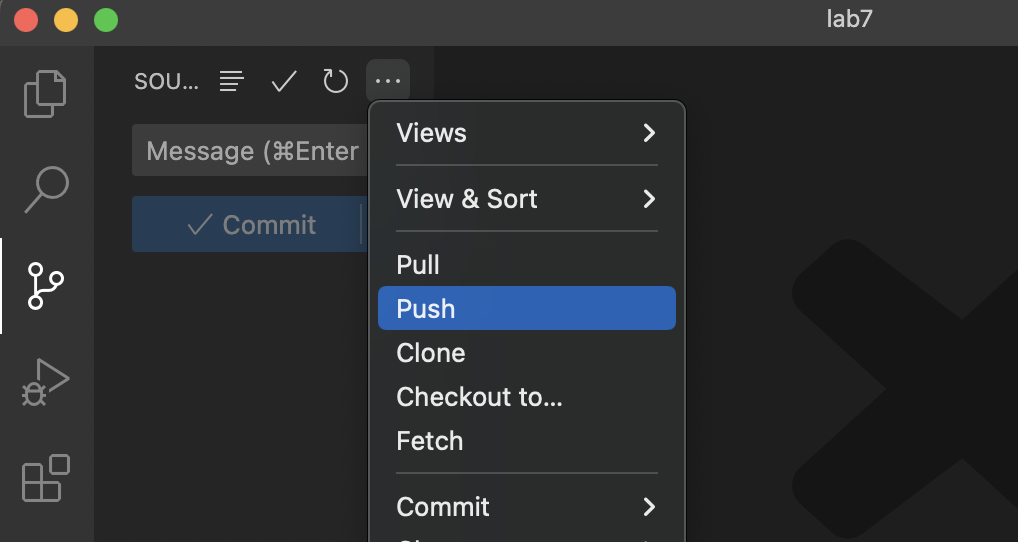 lab7
SOU...
Message (⌘Enter
Commit
Views
View & Sort
Pull
Push
Clone
Checkout to...
Fetch
Commit